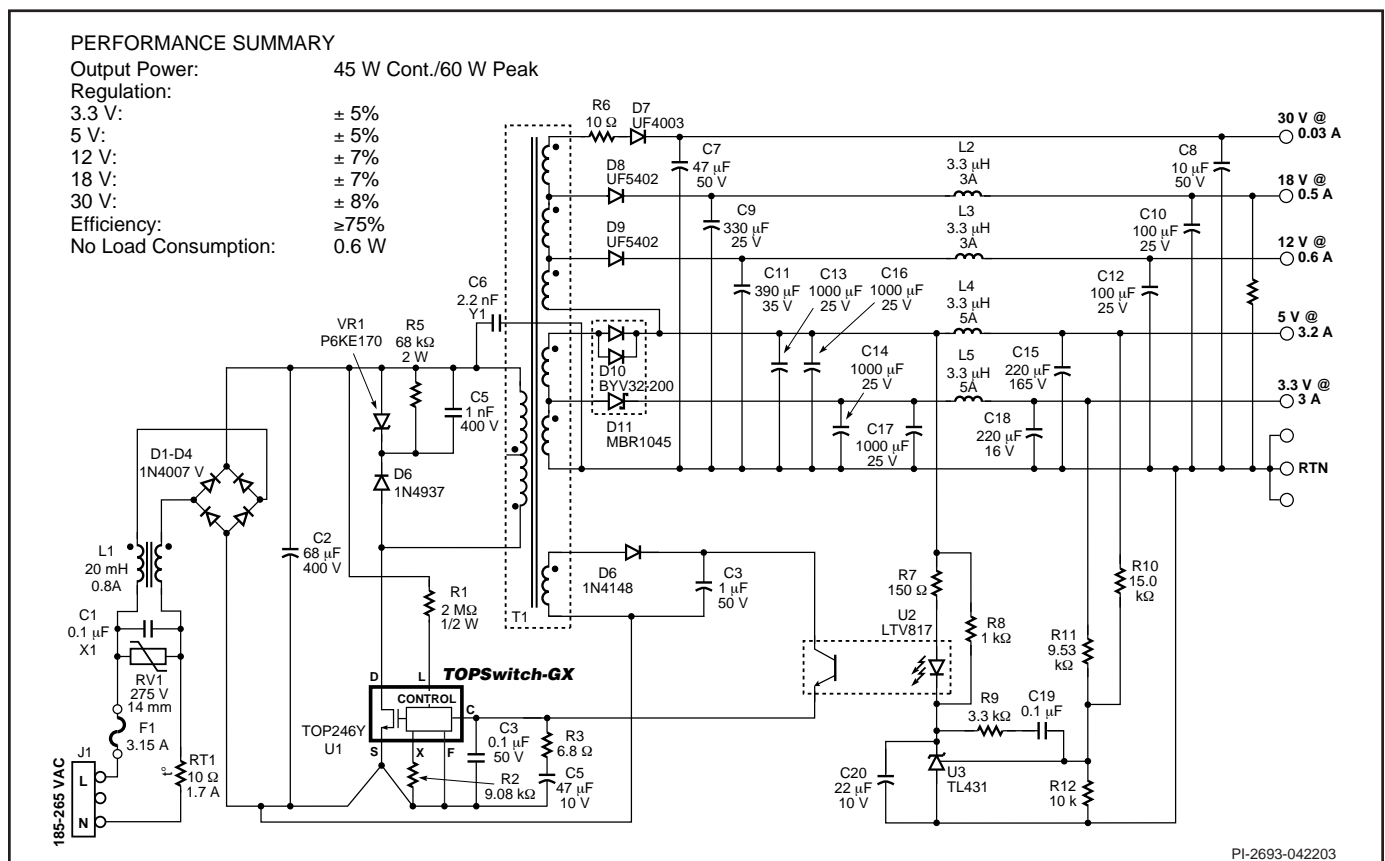 PERFORMANCE SUMMARY
Output Power: 45 W Cont./60 W Peak
Regulation:
3.3 V: ± 5%
5 V: ± 5%
12 V: ± 7%
18 V: ± 7%
30 V: ± 8%
Efficiency: ≥75%
No Load Consumption: 0.6 W
R6
10 Ω
D7
UF4003
C7
47 µF
50 V
D8
UF5402
C9
330 µF
25 V
D9
UF5402
L2
3.3 µH
3A
L3
3.3 µH
3A
C8
10 µF
50 V
C10
100 µF
25 V
C12
100 µF
25 V
30 V @
0.03 A
18 V @
0.5 A
12 V @
0.6 A
5 V @
3.2 A
3.3 V @
3 A
RTN
C11
390 µF
35 V
C13
1000 µF
25 V
C16
1000 µF
25 V
L4
3.3 µH
5A
C14
1000 µF
25 V
L5
3.3 µH
5A
C15
220 µF
165 V
C17
1000 µF
25 V
C18
220 µF
16 V
D10
BYV32-200
D11
MBR1045
C6
2.2 nF
Y1
VR1
P6KE170
R5
68 kΩ
2 W
C5
1 nF
400 V
D6
1N4937
D1-D4
1N4007 V
C2
68 µF
400 V
L1
20 mH
0.8A
C1
0.1 µF
X1
RV1
275 V
14 mm
F1
3.15 A
J1
L
N
185-265 VAC
RT1
10 Ω
1.7 A
t°
R1
2 MΩ
1/2 W
T1
D6
1N4148
C3
1 µF
50 V
TOPSwitch-GX
D
L
CONTROL
C
S
X
F
TOP246Y
U1
R2
9.08 kΩ
C3
0.1 µF
50 V
R3
6.8 Ω
C5
47 µF
10 V
R7
150 Ω
U2
LTV817
R8
1 kΩ
R9
3.3 kΩ
C19
0.1 µF
R10
15.0
kΩ
R11
9.53
kΩ
R12
10 k
U3
TL431
C20
22 µF
10 V
PI-2693-042203